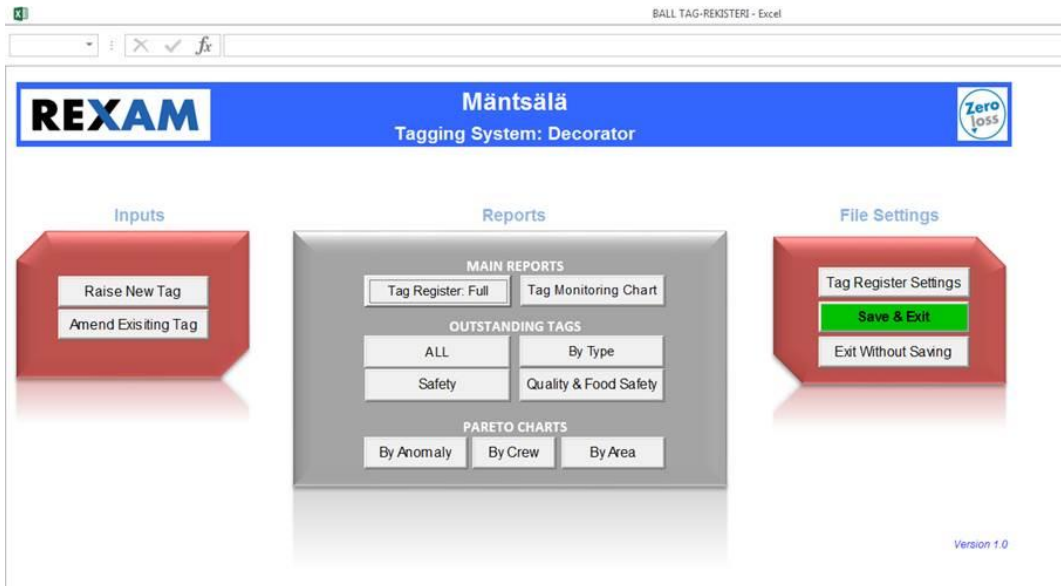 BALL TAG-REKISTERI - Excel
fx
REXAM
Mäntsälä
Tagging System: Decorator
Zero
loss
Inputs
Raise New Tag
Amend Exisiting Tag
Reports
MAIN REPORTS
Tag Register: Full
Tag Monitoring Chart
OUTSTANDING TAGS
ALL
By Type
Safety
Quality & Food Safety
PARETO CHARTS
By Anomaly
By Crew
By Area
File Settings
Tag Register Settings
Save & Exit
Exit Without Saving
Version 1.0